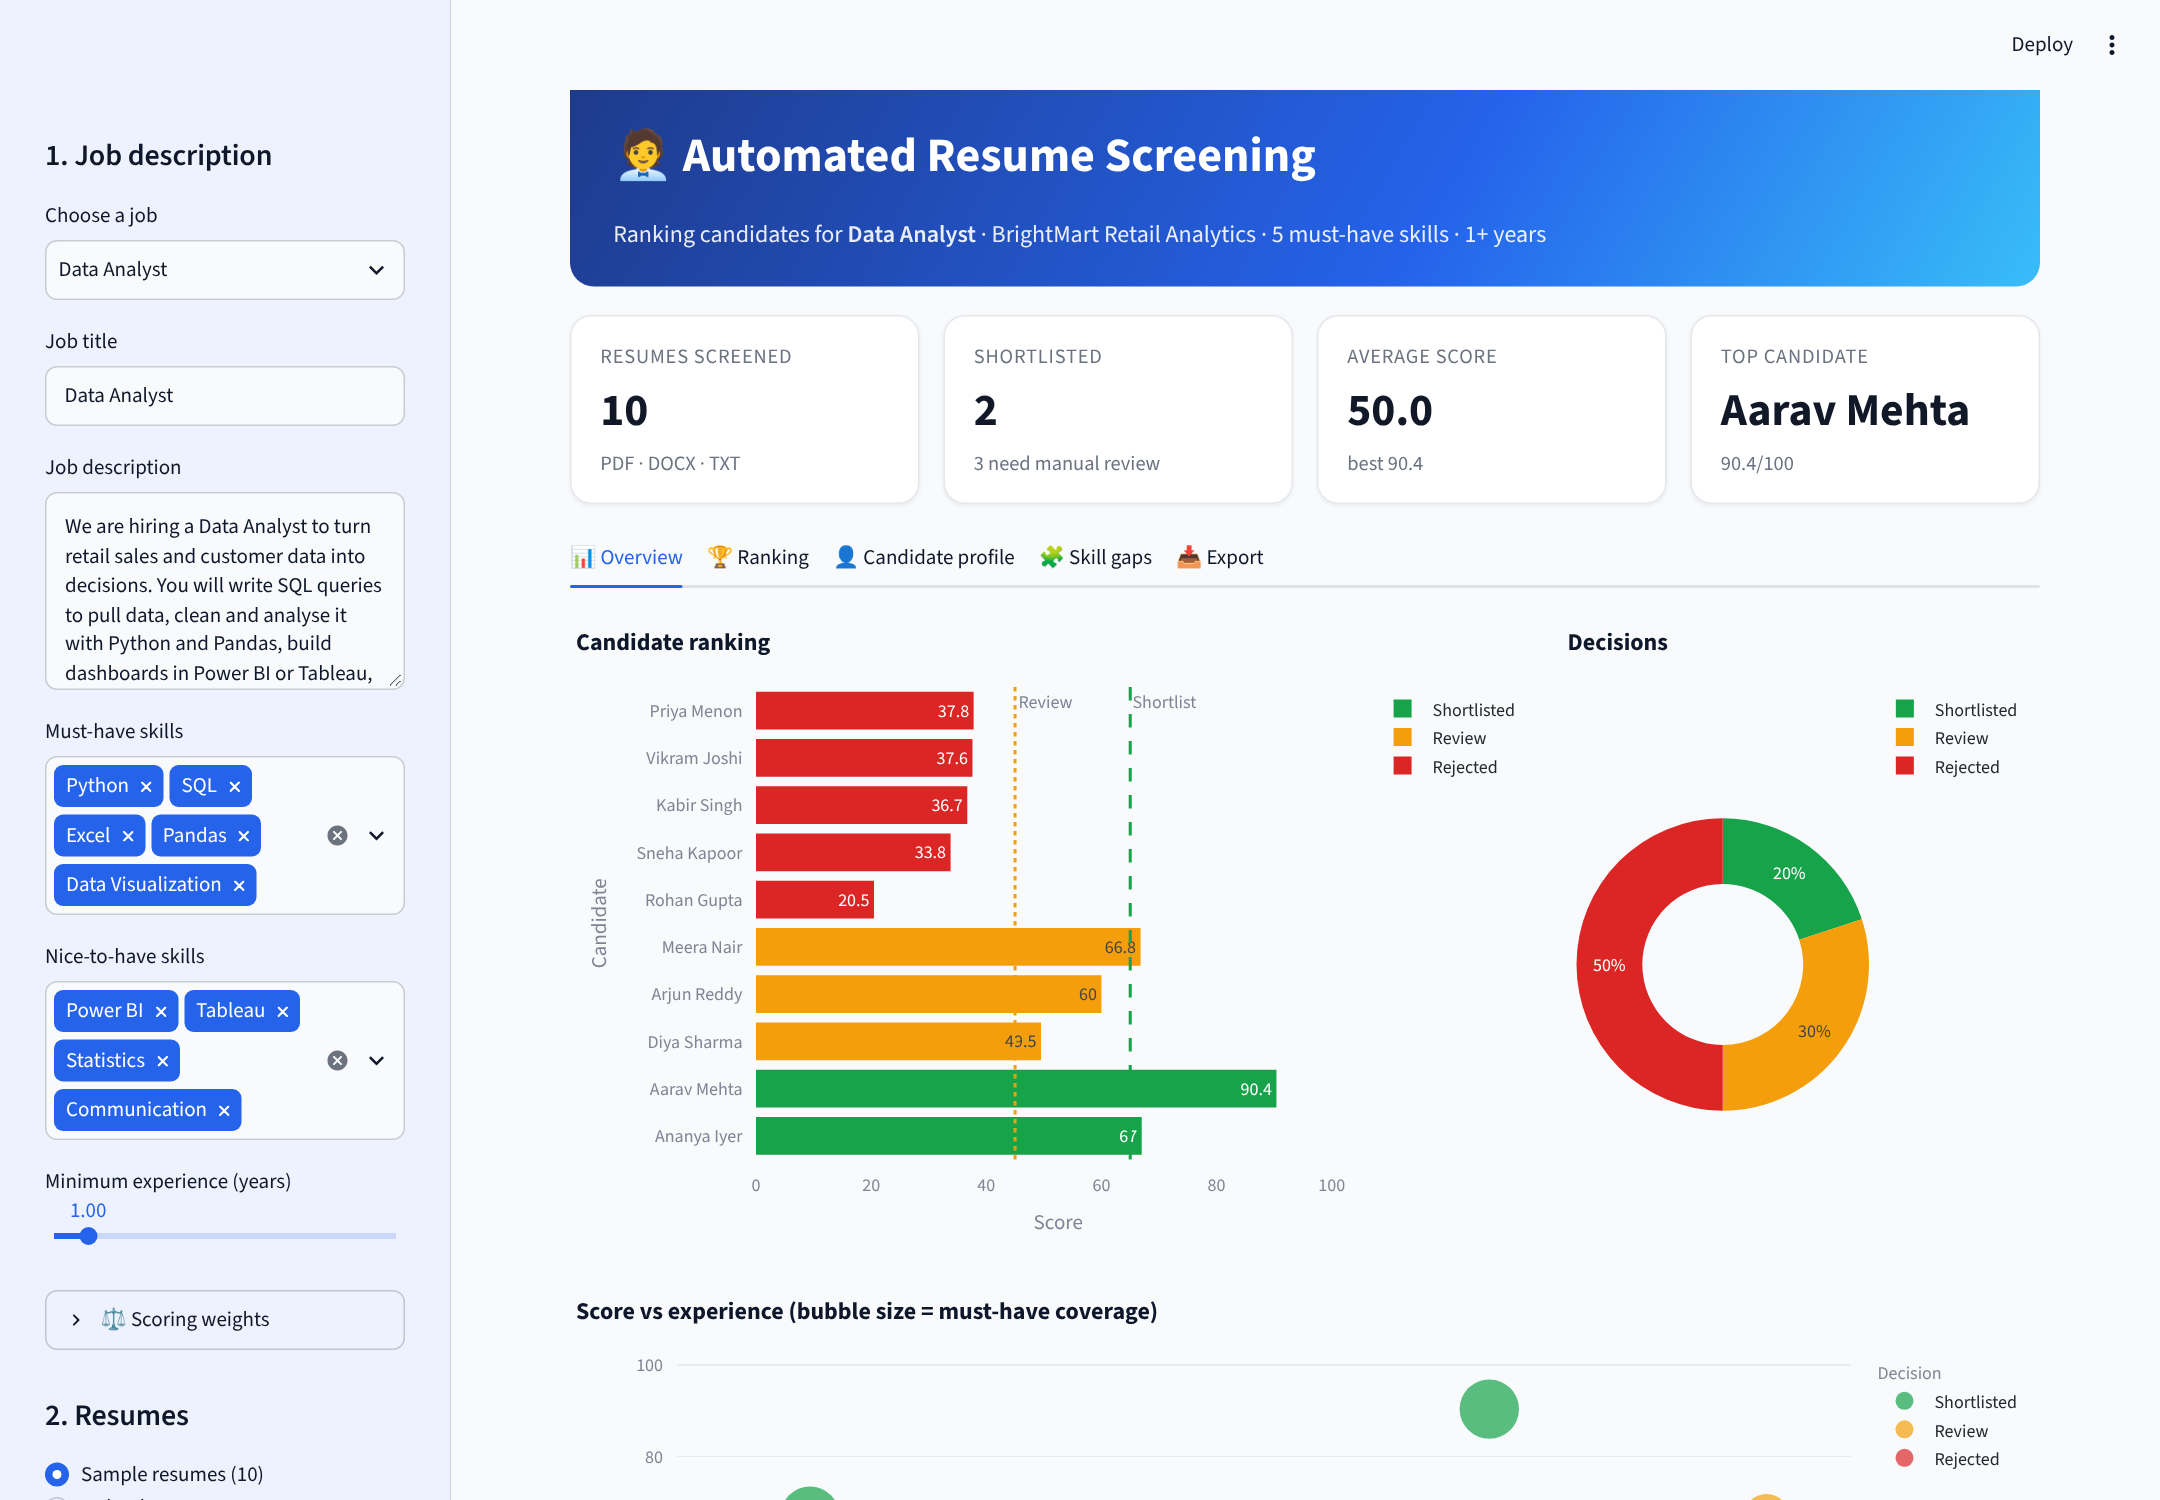 Deploy
1. Job description
Choose a job
Data Analyst
Job title
Data Analyst
Job description
We are hiring a Data Analyst to turn
retail sales and customer data into
decisions. You will write SQL queries
to pull data, clean and analyse it
with Python and Pandas, build
dashboards in Power BI or Tableau,
Must-have skills
Python
SQL
Excel
Pandas
Data Visualization
Nice-to-have skills
Power BI
Tableau
Statistics
Communication
Minimum experience (years)
1.00
Scoring weights
2. Resumes
Sample resumes (10)
Automated Resume Screening
Ranking candidates for Data Analyst · BrightMart Retail Analytics · 5 must-have skills · 1+ years
RESUMES SCREENED
10
PDF · DOCX · TXT
SHORTLISTED
2
3 need manual review
AVERAGE SCORE
50.0
best 90.4
TOP CANDIDATE
Aarav Mehta
90.4/100
Overview
Ranking
Candidate profile
Skill gaps
Export
Candidate ranking
Review
Shortlist
Priya Menon 37.8
Vikram Joshi 37.6
Kabir Singh 36.7
Sneha Kapoor 33.8
Rohan Gupta 20.5
Meera Nair 66.8
Arjun Reddy 60
Diya Sharma 49.5
Aarav Mehta 90.4
Ananya Iyer 67
Candidate
0 20 40 60 80 100
Score
Shortlisted
Review
Rejected
Decisions
Shortlisted
Review
Rejected
20%
50%
30%
Score vs experience (bubble size = must-have coverage)
100
80
Decision
Shortlisted
Review
Rejected